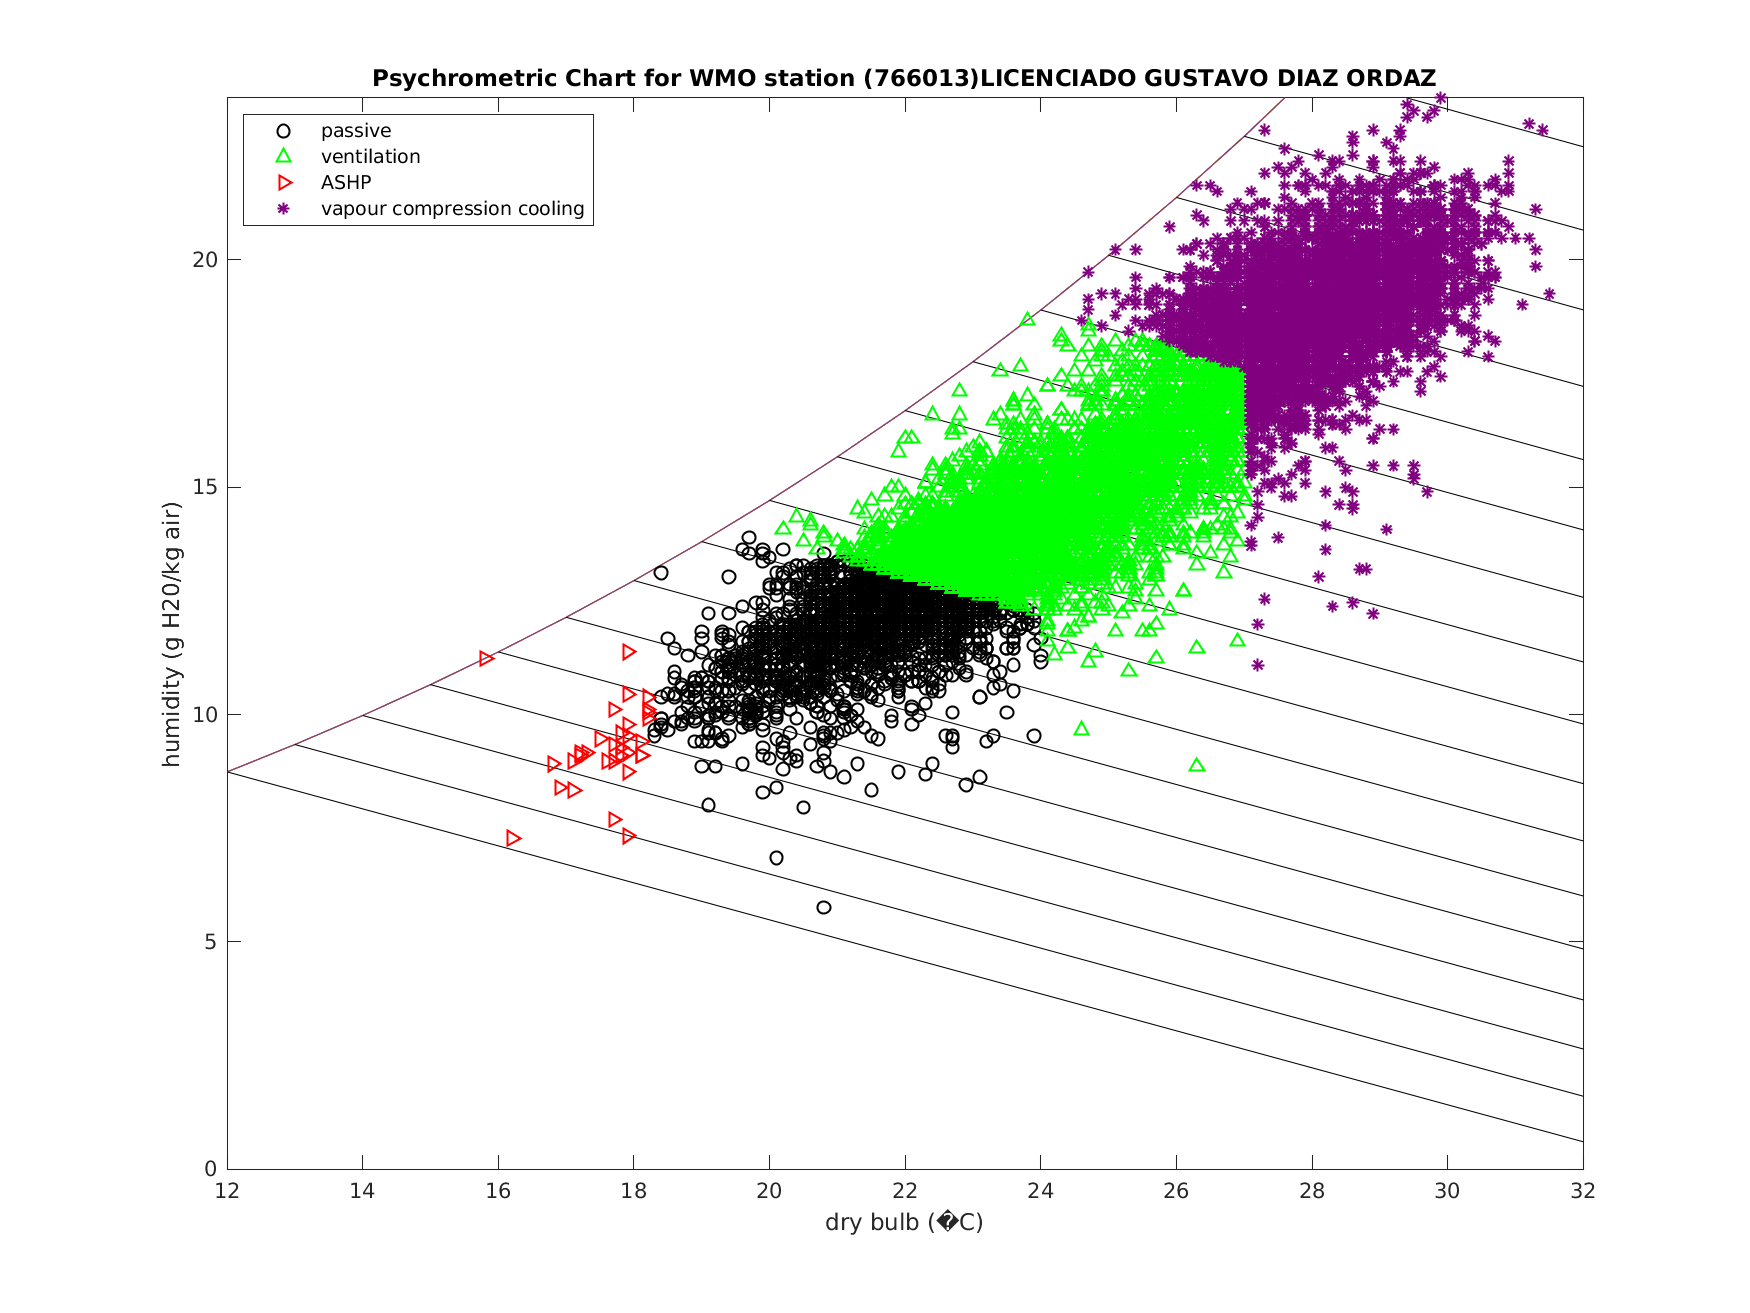 Psychrometric Chart for WMO station (766013)LICENCIADO GUSTAVO DIAZ ORDAZ
passive
ventilation
ASHP
vapour compression cooling
humidity (g H20/kg air)
20
15
10
5
0
12 14 16 18 20 22 24 26 28 30 32
dry bulb (�C)